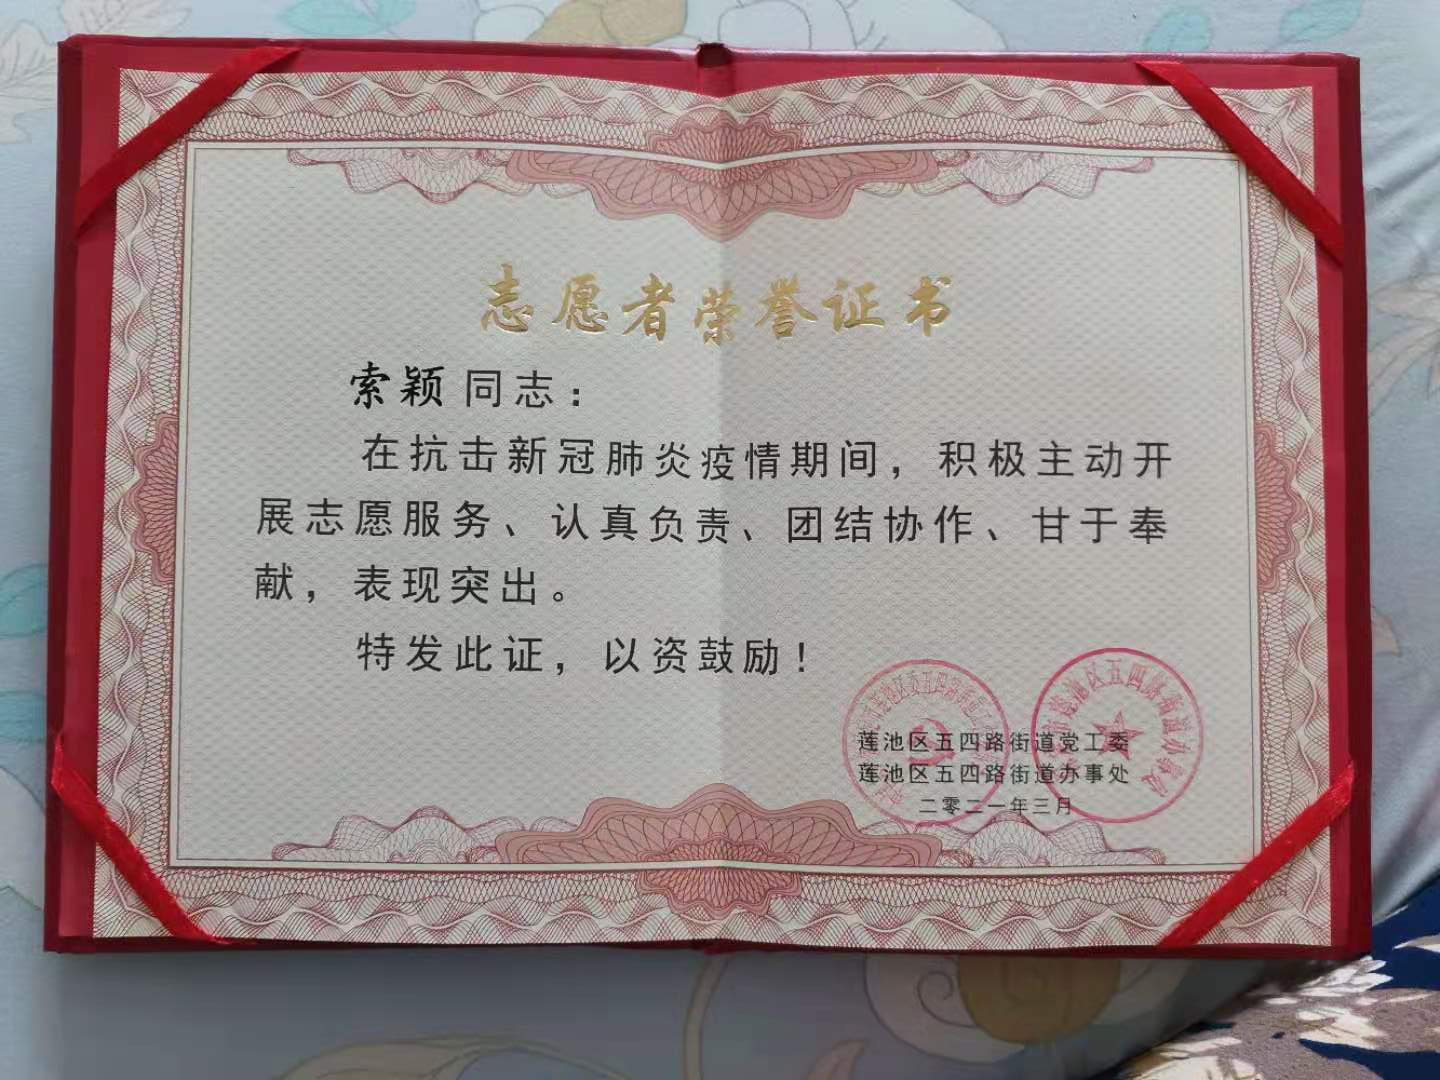 志愿者荣誉证书
索颖同志：
在抗击新冠肺炎疫情期间，积极主动开
展志愿服务、认真负责、团结协作、甘于奉
献，表现突出。
特发此证，以资鼓励！
莲池区五四路街道党工委
莲池区五四路街道办事处
二零二一年三月